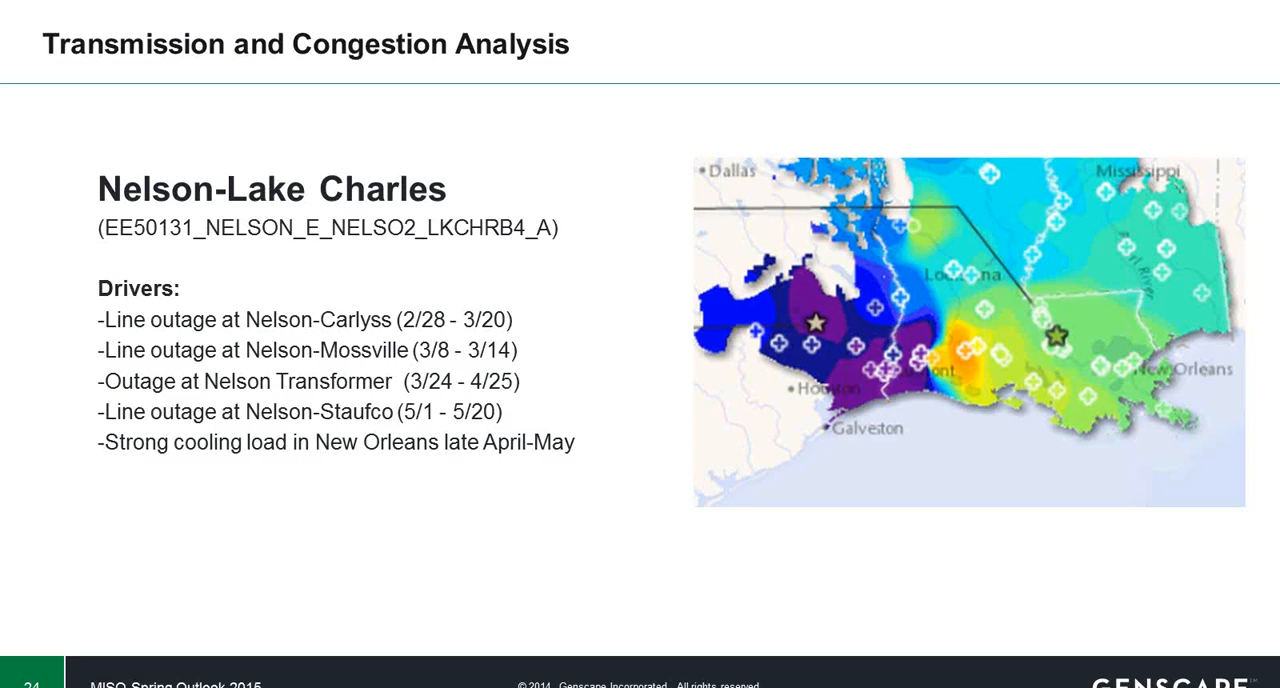 Transmission and Congestion Analysis
Nelson-Lake Charles
(EE50131_NELSON_E_NELSO2_LKCHRB4_A)
Drivers:
-Line outage at Nelson-Carlyss (2/28 - 3/20)
-Line outage at Nelson-Mossville (3/8 - 3/14)
-Outage at Nelson Transformer (3/24 - 4/25)
-Line outage at Nelson-Staufco (5/1 - 5/20)
-Strong cooling load in New Orleans late April-May
Dallas
Mississippi
New Orleans
Galveston
24
MISO Spring Outlook 2015
© 2014. Genscape Incorporated. All rights reserved.
GENSCAPE™